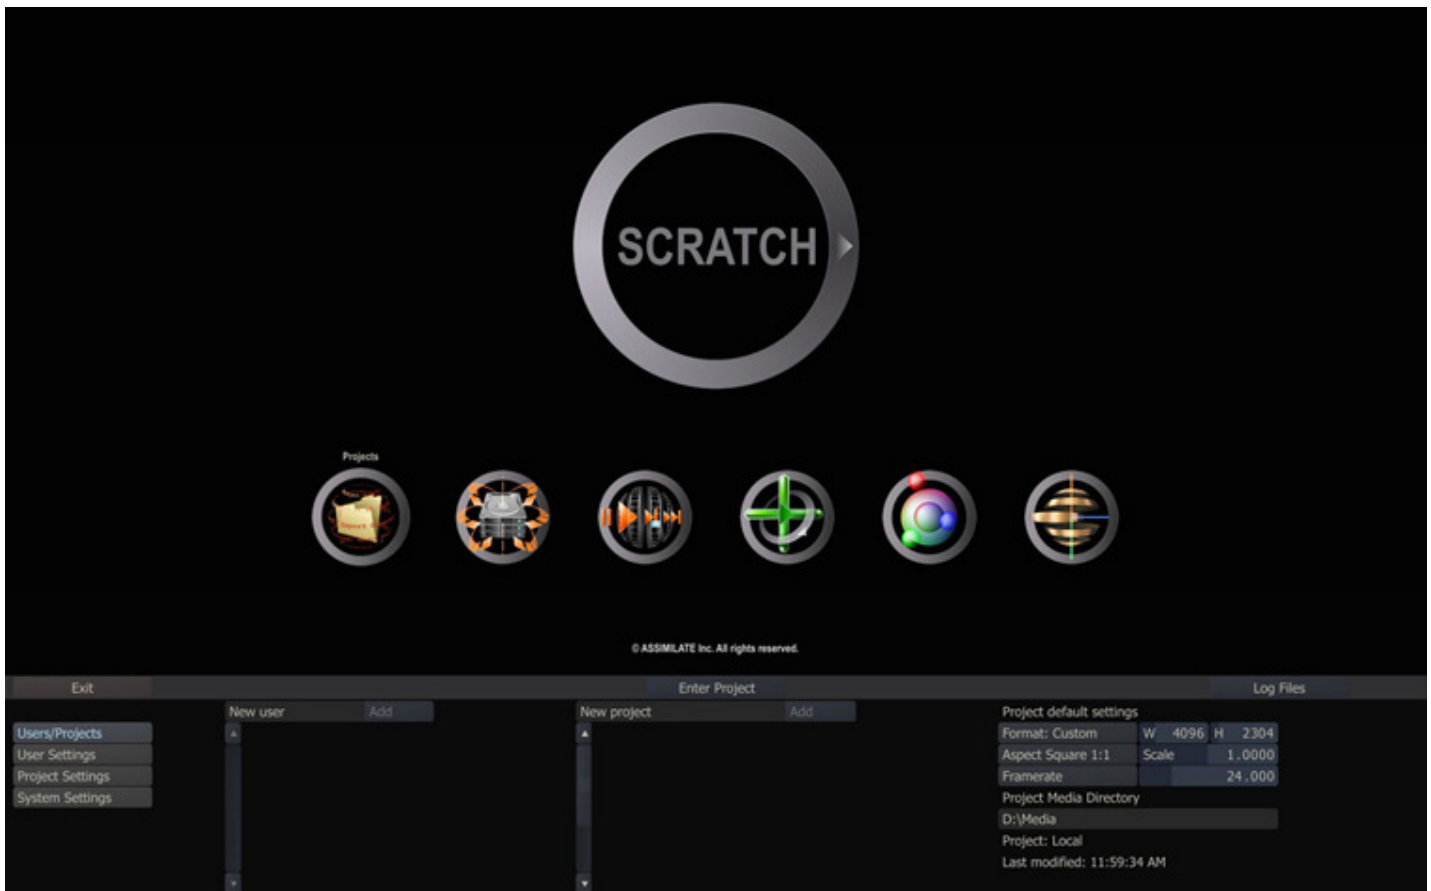 SCRATCH
Projects
© ASSIMILATE Inc. All rights reserved.
Exit
Enter Project
Log Files
New user
Add
New project
Add
Project default settings
Users/Projects
Format: Custom
W 4096 H 2304
User Settings
Aspect Square 1:1
Scale 1.0000
Project Settings
Framerate
24.000
System Settings
Project Media Directory
D:\Media
Project: Local
Last modified: 11:59:34 AM